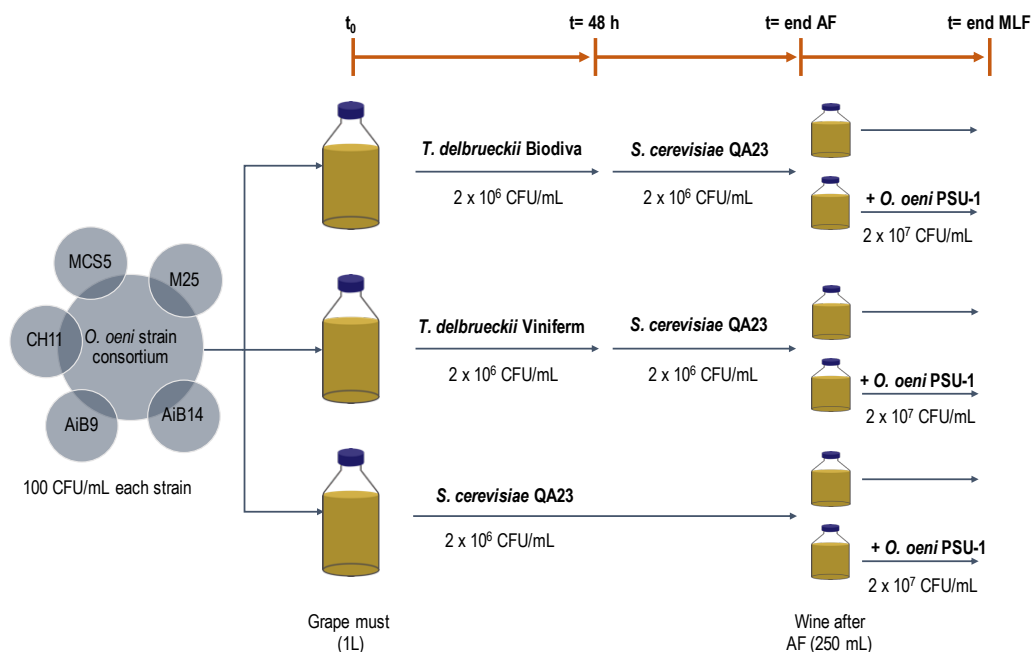 t₀
t= 48 h
t= end AF
t= end MLF
T. delbrueckii Biodiva
2 x 10⁶ CFU/mL
S. cerevisiae QA23
2 x 10⁶ CFU/mL
+ O. oeni PSU-1
2 x 10⁷ CFU/mL
MCS5
M25
CH11
O. oeni strain
consortium
AiB9
AiB14
100 CFU/mL each strain
T. delbrueckii Viniferm
2 x 10⁶ CFU/mL
S. cerevisiae QA23
2 x 10⁶ CFU/mL
+ O. oeni PSU-1
2 x 10⁷ CFU/mL
S. cerevisiae QA23
2 x 10⁶ CFU/mL
+ O. oeni PSU-1
2 x 10⁷ CFU/mL
Grape must
(1L)
Wine after
AF (250 mL)